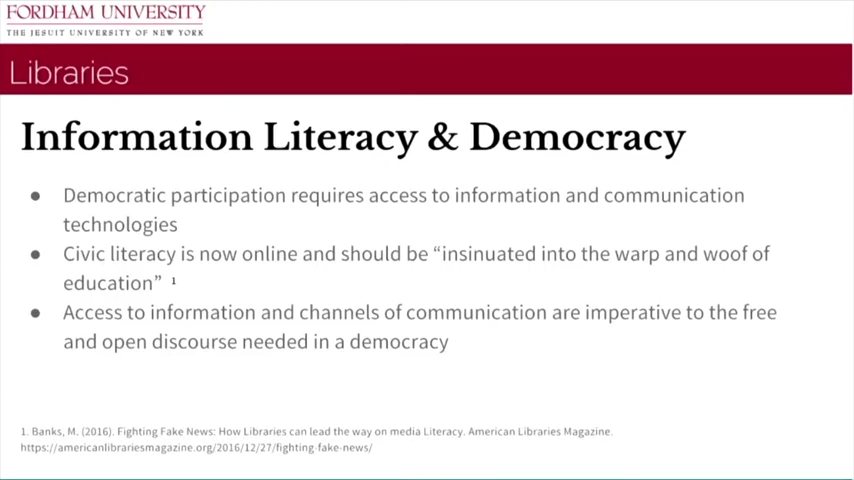 FORDHAM UNIVERSITY
THE JESUIT UNIVERSITY OF NEW YORK
Libraries
Information Literacy & Democracy
● Democratic participation requires access to information and communication
technologies
● Civic literacy is now online and should be “insinuated into the warp and woof of
education” ¹
● Access to information and channels of communication are imperative to the free
and open discourse needed in a democracy
1. Banks, M. (2016). Fighting Fake News: How Libraries can lead the way on media Literacy. American Libraries Magazine.
https://americanlibrariesmagazine.org/2016/12/27/fighting-fake-news/